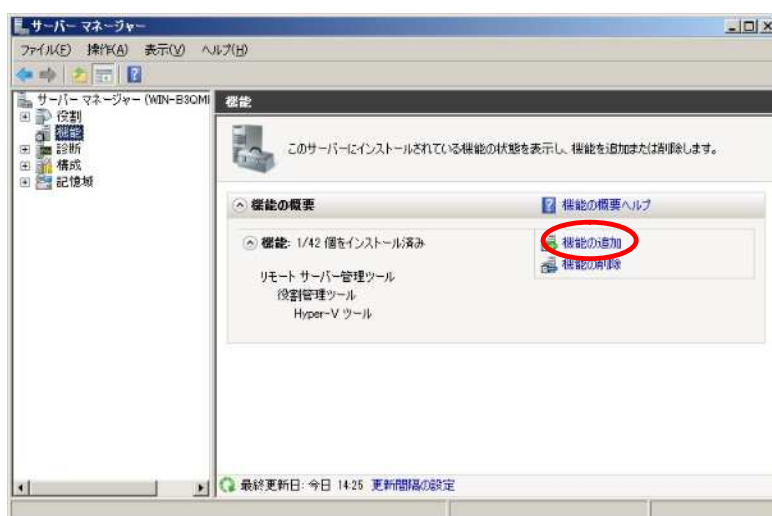 サーバー マネージャー
ファイル(F) 操作(A) 表示(V) ヘルプ(H)
サーバー マネージャー (WIN-B3QMI
役割
機能
診断
構成
記憶域
機能
このサーバーにインストールされている機能の状態を表示し、機能を追加または削除します。
機能の概要
機能の概要ヘルプ
機能: 1/42 個をインストール済み
機能の追加
機能の削除
リモート サーバー管理ツール
役割管理ツール
Hyper-V ツール
最終更新日: 今日 14:25 更新間隔の設定